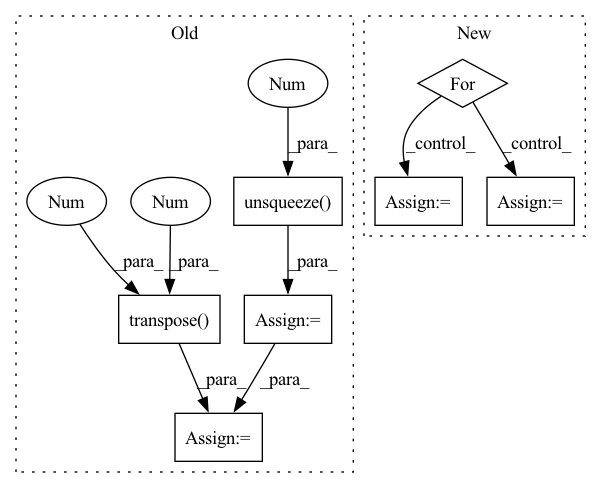 Old
New
Num
For
_para_
_control_
_control_
Num
Num
unsqueeze()
Assign:=
Assign:=
_para_
_para_
_para_
transpose()
Assign:=
_para_
_para_
Assign:=